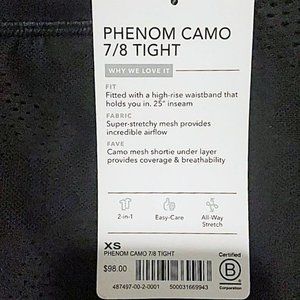 PHENOM CAMO
7/8 TIGHT
WHY WE LOVE IT
FIT
Fitted with a high-rise waistband that
holds you in. 25" inseam
FABRIC
Super-stretchy mesh provides
incredible airflow
FAVE
Camo mesh shortie under layer
provides coverage & breathability
2-in-1
Easy-Care
All-Way
Stretch
XS
PHENOM CAMO 7/8 TIGHT
$98.00
487497-00-2-0001
500031669943
Certified
B
Corporation